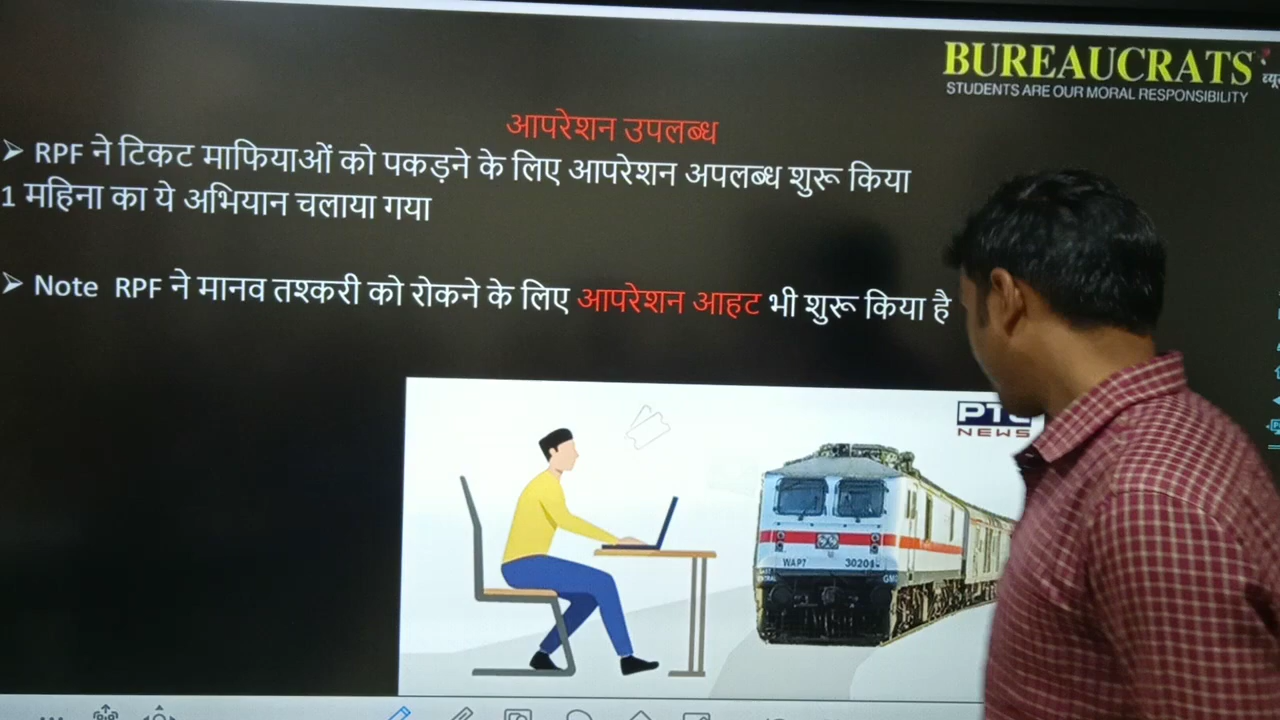 BUREAUCRATS
STUDENTS ARE OUR MORAL RESPONSIBILITY
आपरेशन उपलब्ध
➤ RPF ने टिकट माफियाओं को पकड़ने के लिए आपरेशन अपलब्ध शुरू किया
1 महिना का ये अभियान चलाया गया
➤ Note RPF ने मानव तश्करी को रोकने के लिए आपरेशन आहट भी शुरू किया है
NEWS
WAP7